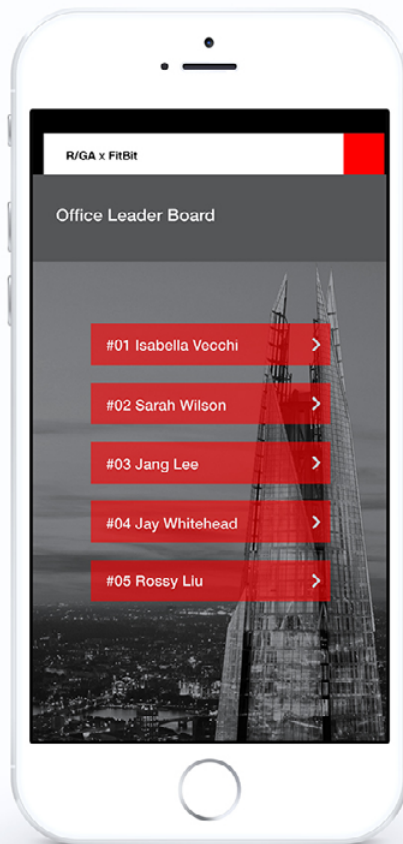 R/GA x FitBit
Office Leader Board
#01 Isabella Vecchi
#02 Sarah Wilson
#03 Jang Lee
#04 Jay Whitehead
#05 Rossy Liu